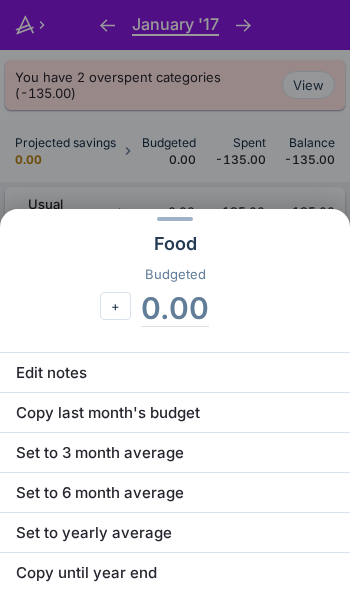 January '17
You have 2 overspent categories
(-135.00)
View
Projected savings Budgeted Spent Balance
0.00 0.00 -135.00 -135.00
Usual
Food
Budgeted
+ 0.00
Edit notes
Copy last month's budget
Set to 3 month average
Set to 6 month average
Set to yearly average
Copy until year end